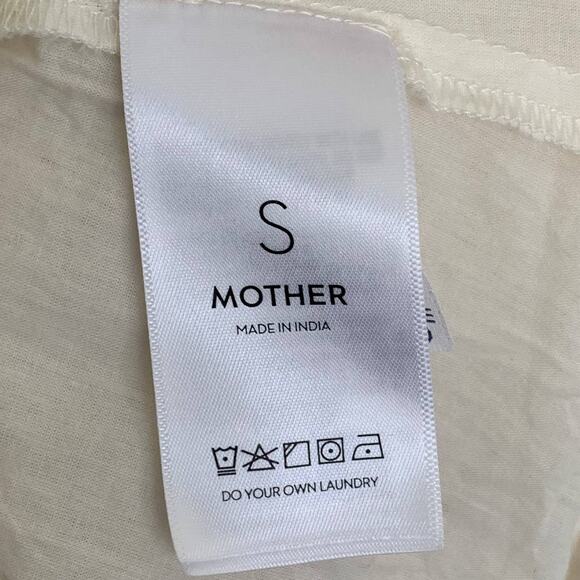 S
MOTHER
MADE IN INDIA
DO YOUR OWN LAUNDRY